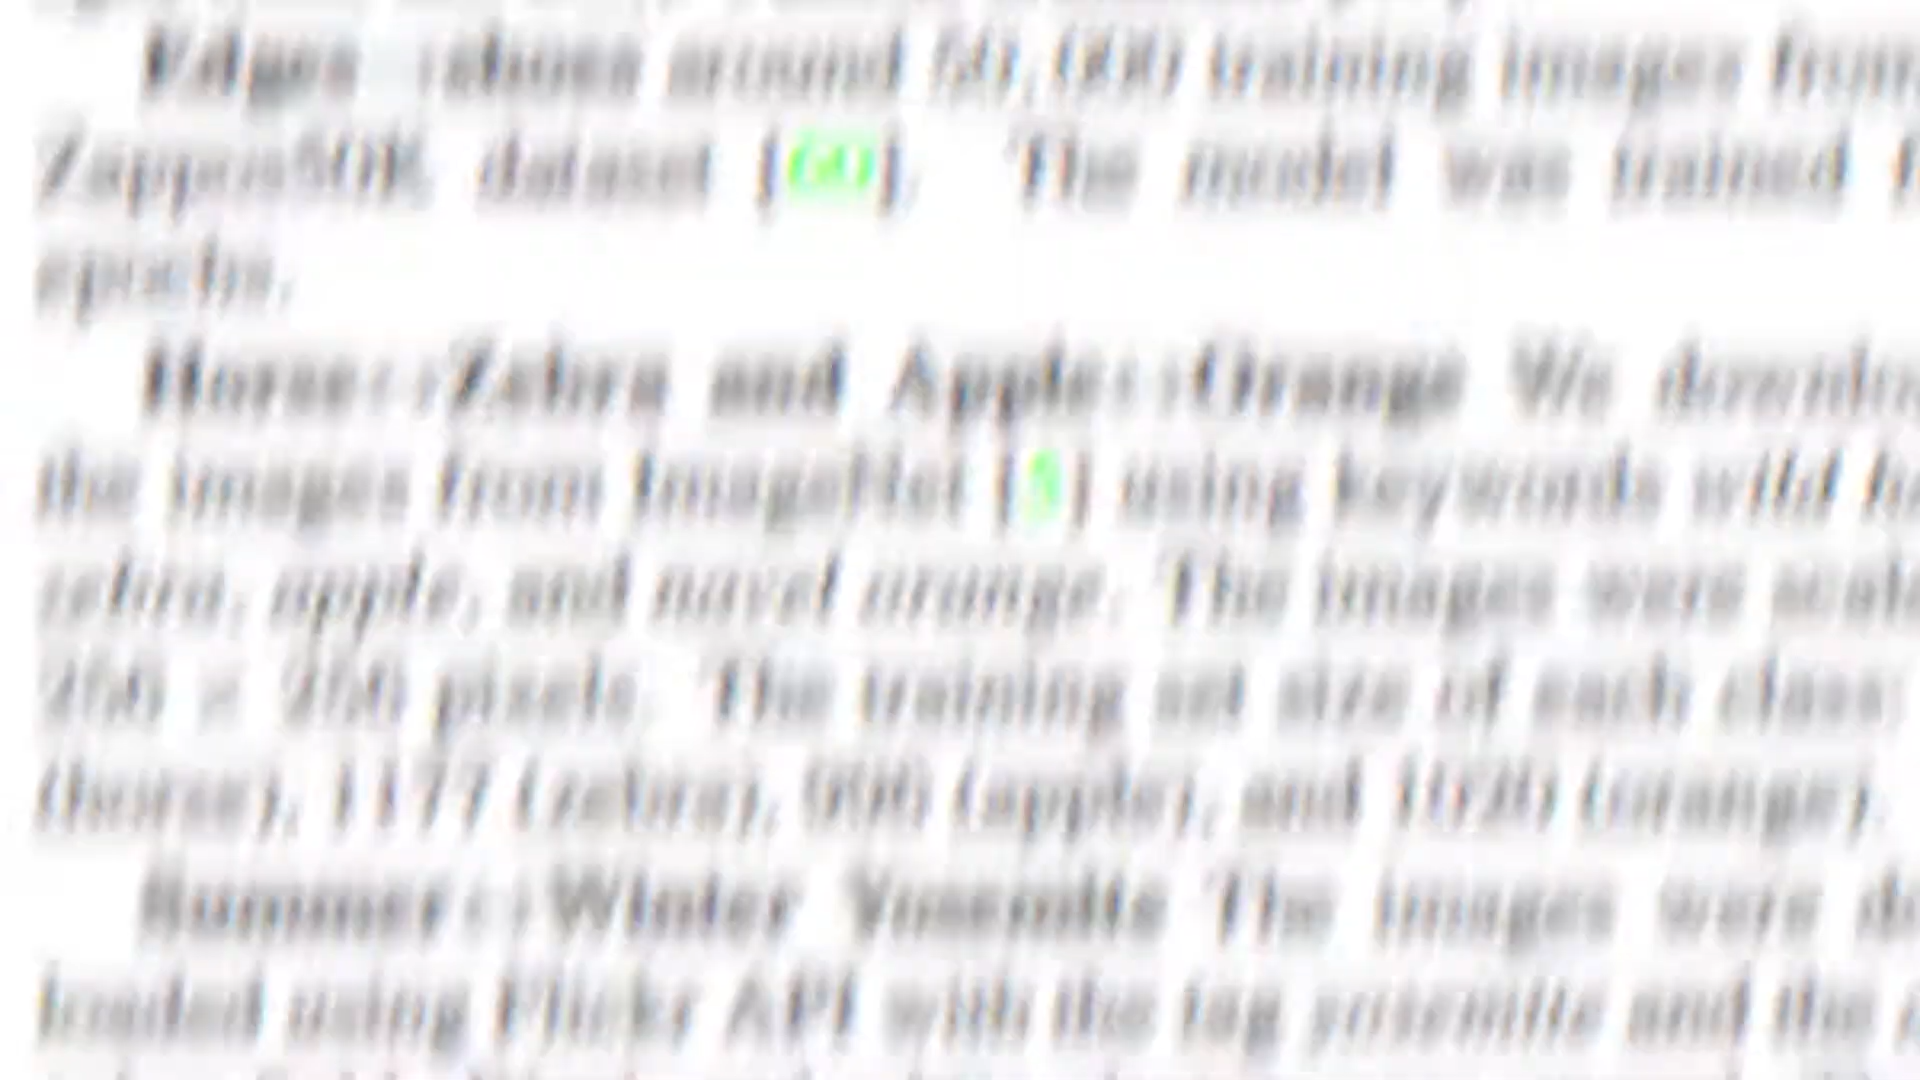 Edges↔shoes around 50,000 training images from
Zappos50K dataset [60]. The model was trained
epochs.
Horse↔Zebra and Apple↔Orange We
the images from ImageNet [5] using keywords wild
zebra, apple, and navel orange. The images were
256 × 256 pixels. The training set size of each class
(horse), 1177 (zebra), 996 (apple), and 1020 (orange).
Summer↔Winter Yosemite The images were
loaded using Flickr API with the tag yosemite and the